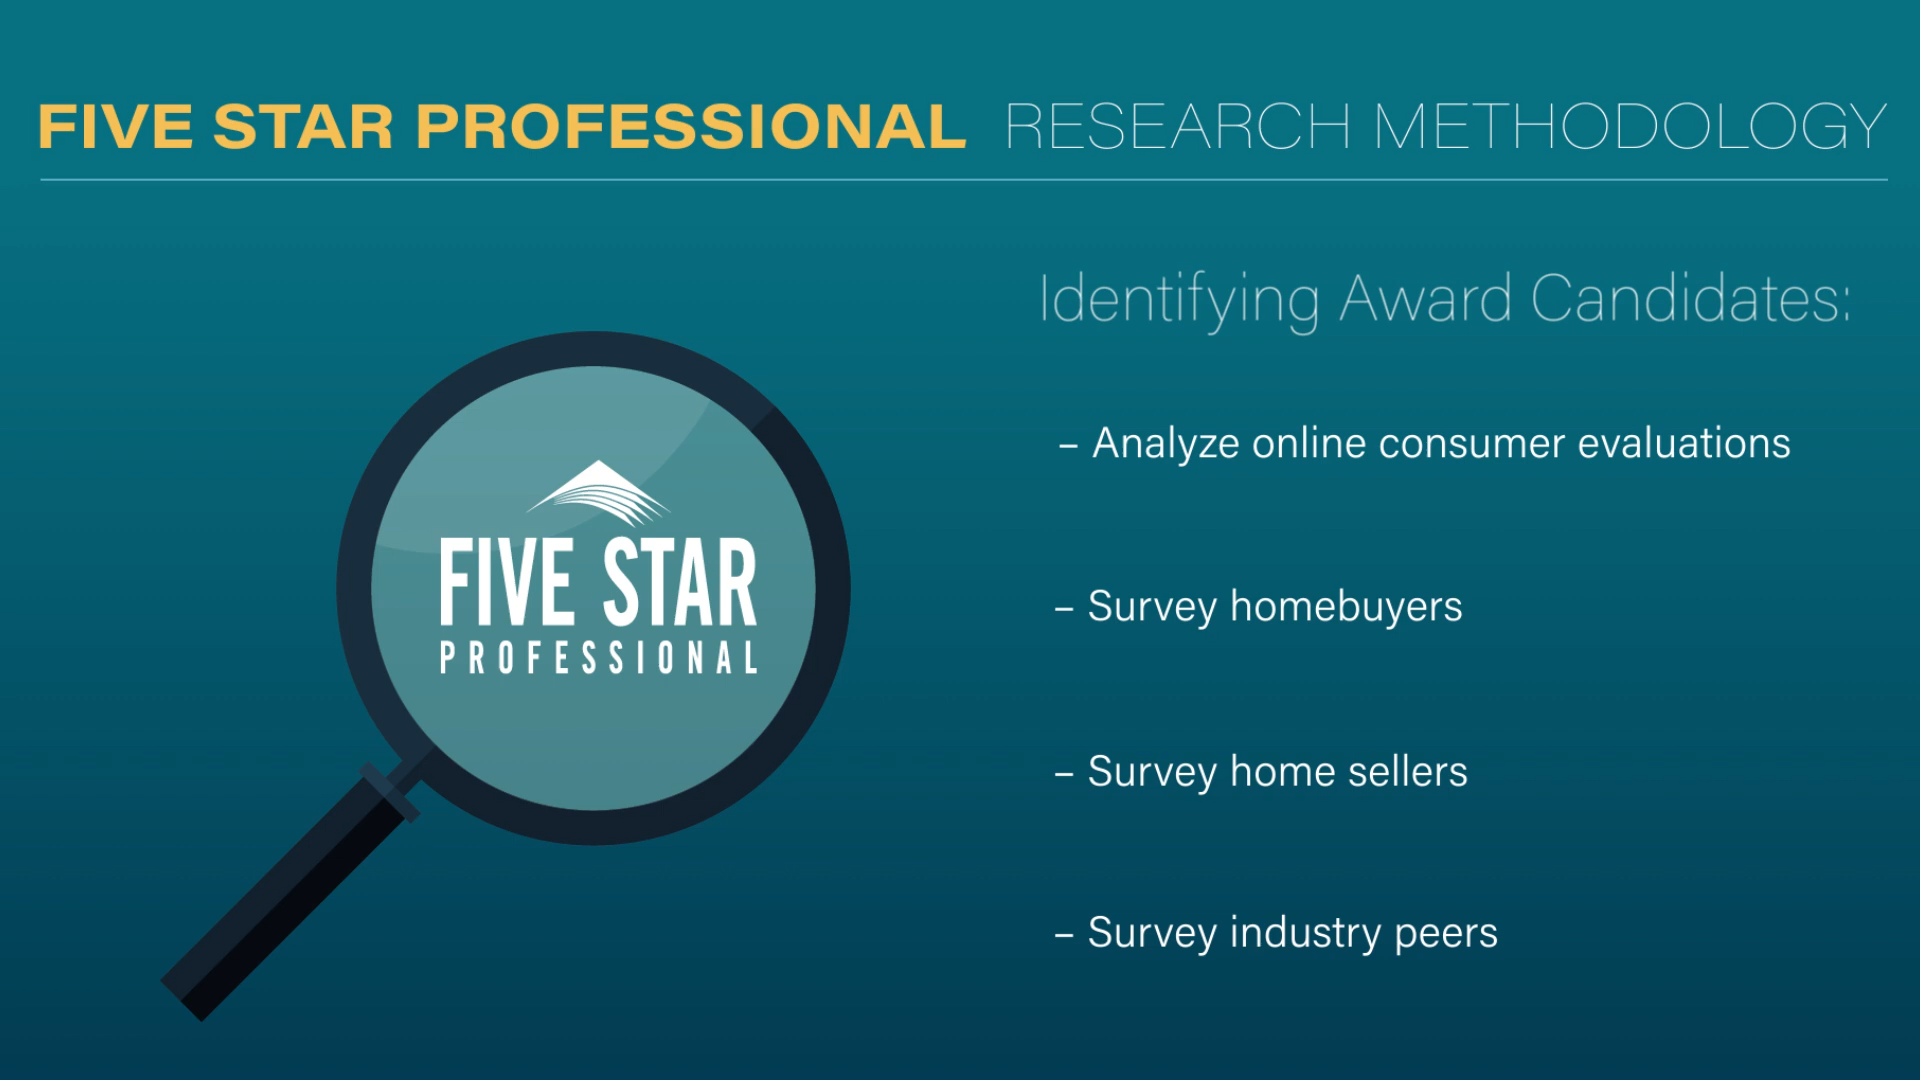 FIVE STAR PROFESSIONAL RESEARCH METHODOLOGY
Identifying Award Candidates:
– Analyze online consumer evaluations
– Survey homebuyers
– Survey home sellers
– Survey industry peers
FIVE STAR
PROFESSIONAL